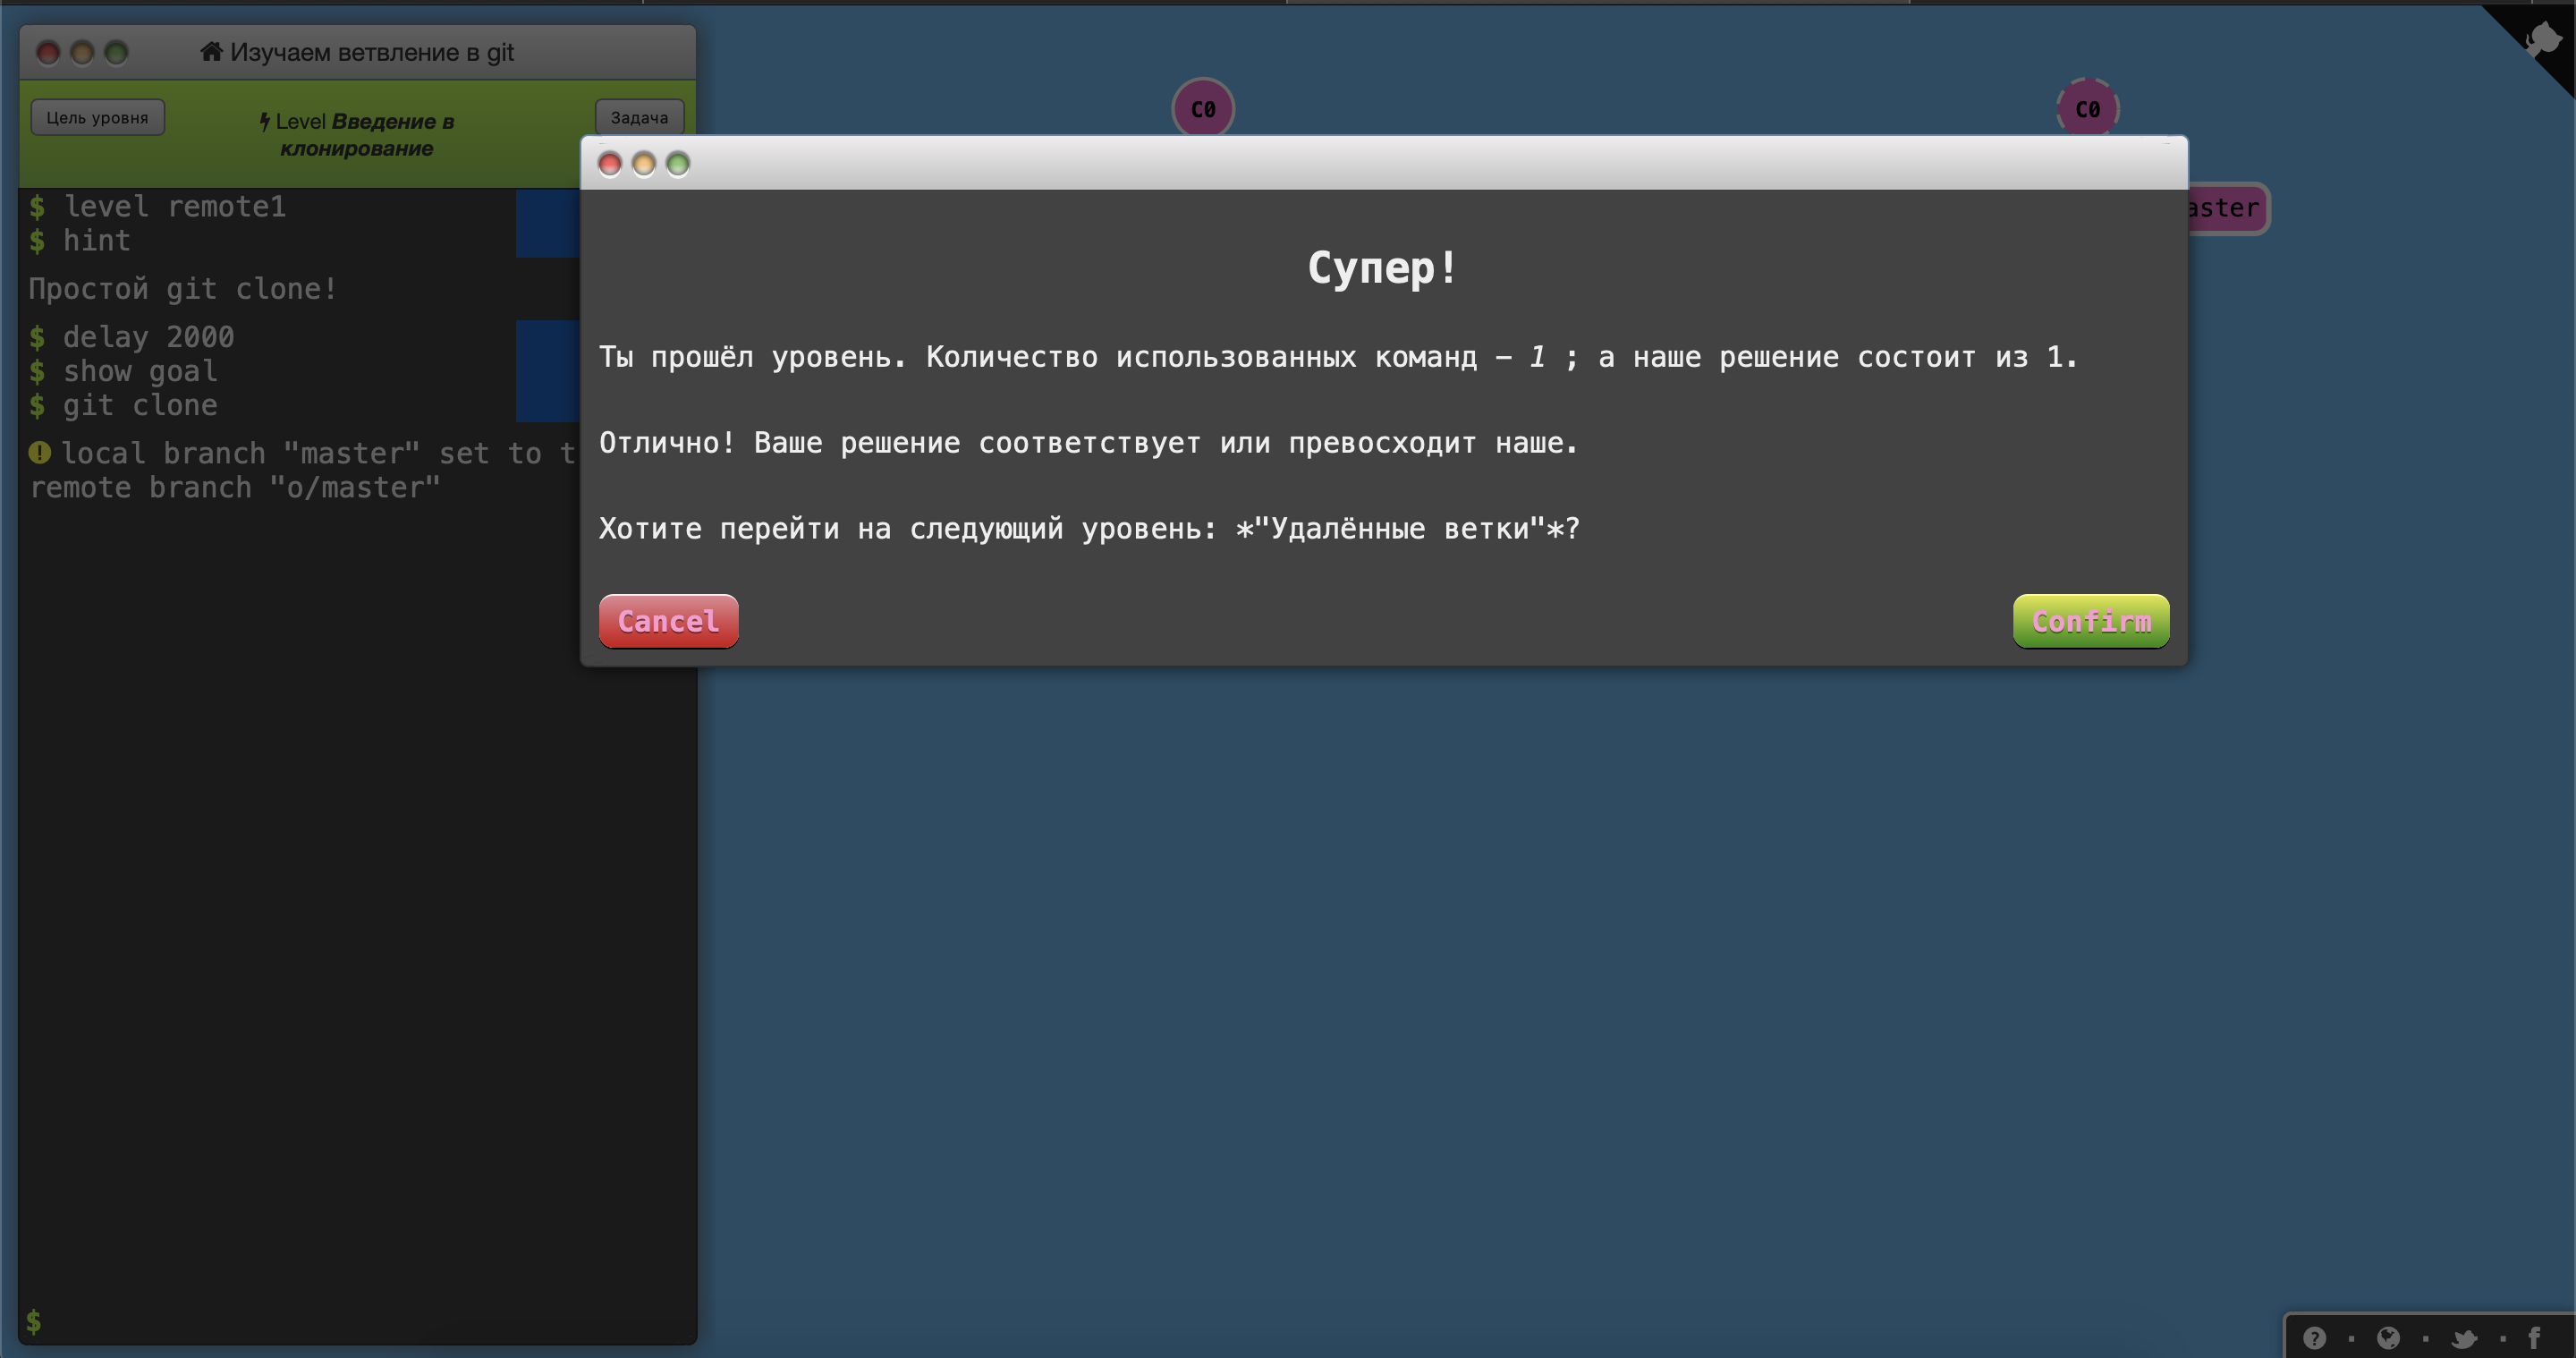 Изучаем ветвление в git
Цель уровня
Level Введение в
клонирование
Задача
$ level remote1
$ hint
Простой git clone!
$ delay 2000
$ show goal
$ git clone
local branch "master" set to
remote branch "o/master"
$
C0
C0
Супер!
Ты прошёл уровень. Количество использованных команд – 1 ; а наше решение состоит из 1.
Отлично! Ваше решение соответствует или превосходит наше.
Хотите перейти на следующий уровень: *"Удалённые ветки"*?
Cancel
Confirm